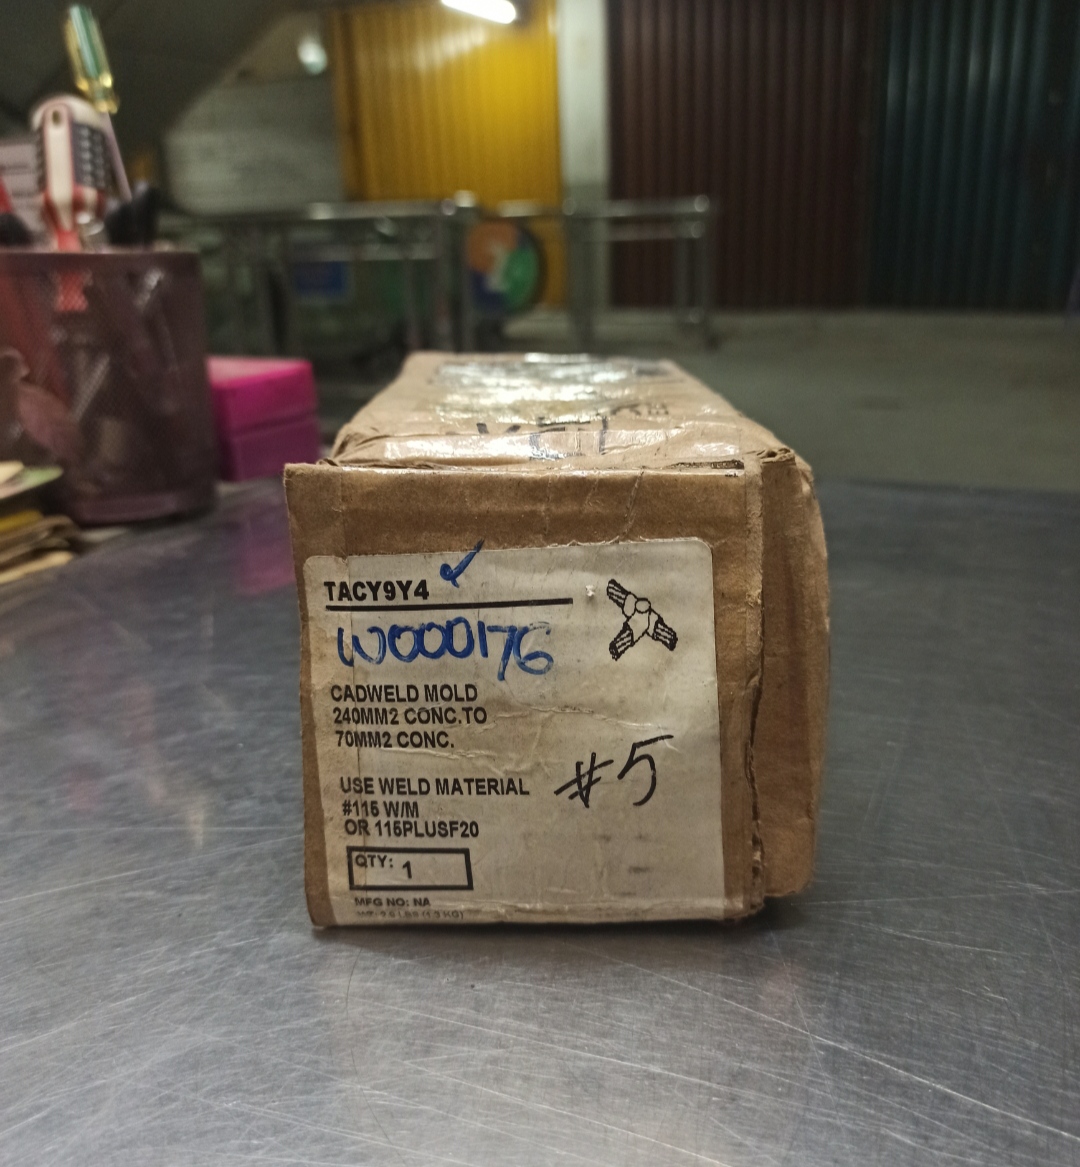 TACY9Y4
W000176
CADWELD MOLD
240MM2 CONC.TO
70MM2 CONC.
#5
USE WELD MATERIAL
#115 W/M
OR 115PLUSF20
QTY: 1
MFG NO: NA